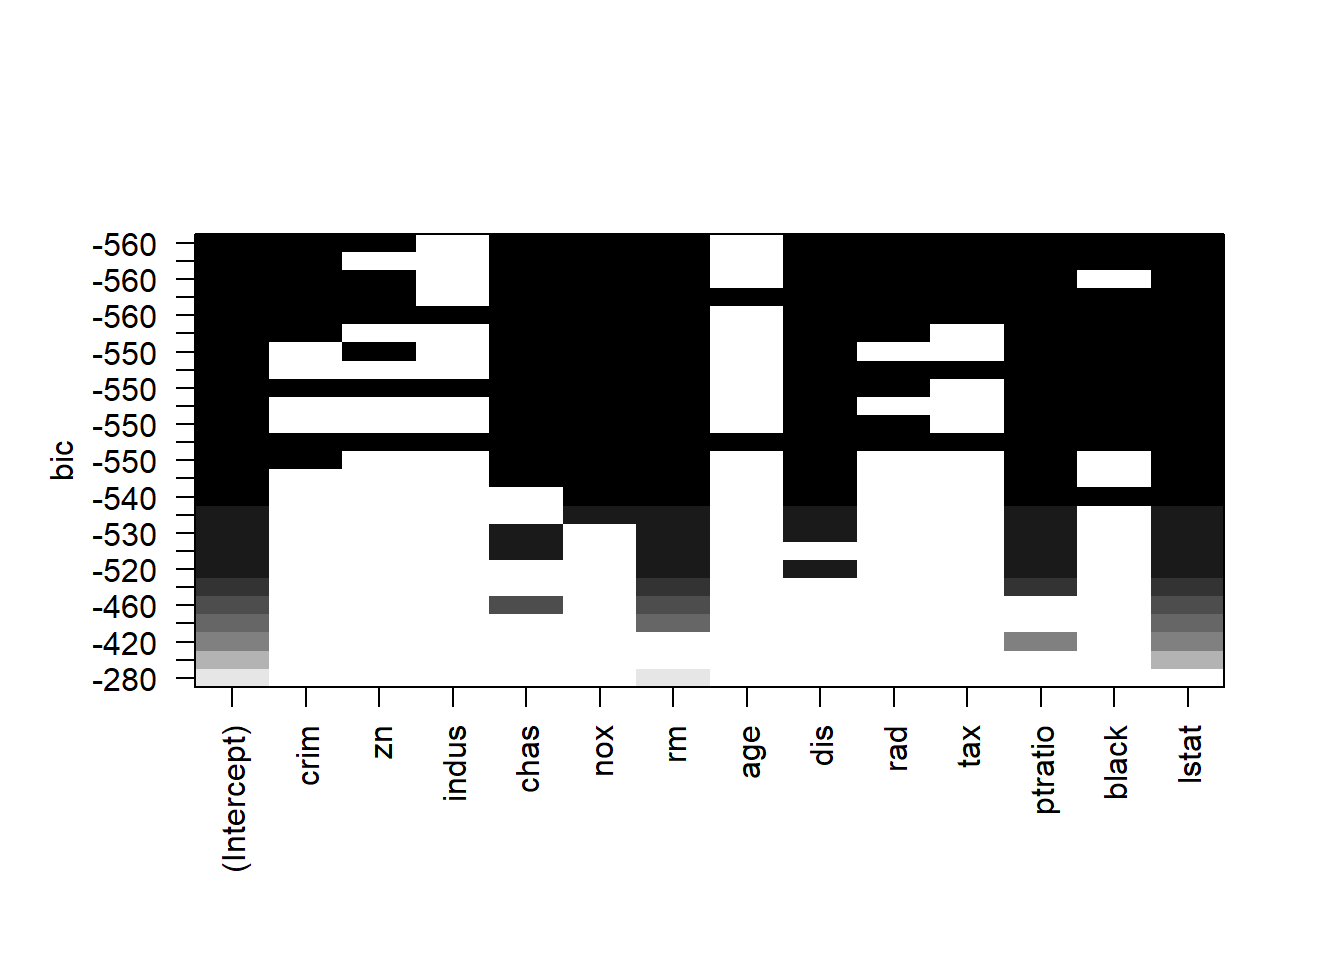 -560
-560
-560
-550
-550
-550
-550
-540
-530
-520
-460
-420
-280
bic
(Intercept)
crim
zn
indus
chas
nox
rm
age
dis
rad
tax
ptratio
black
lstat